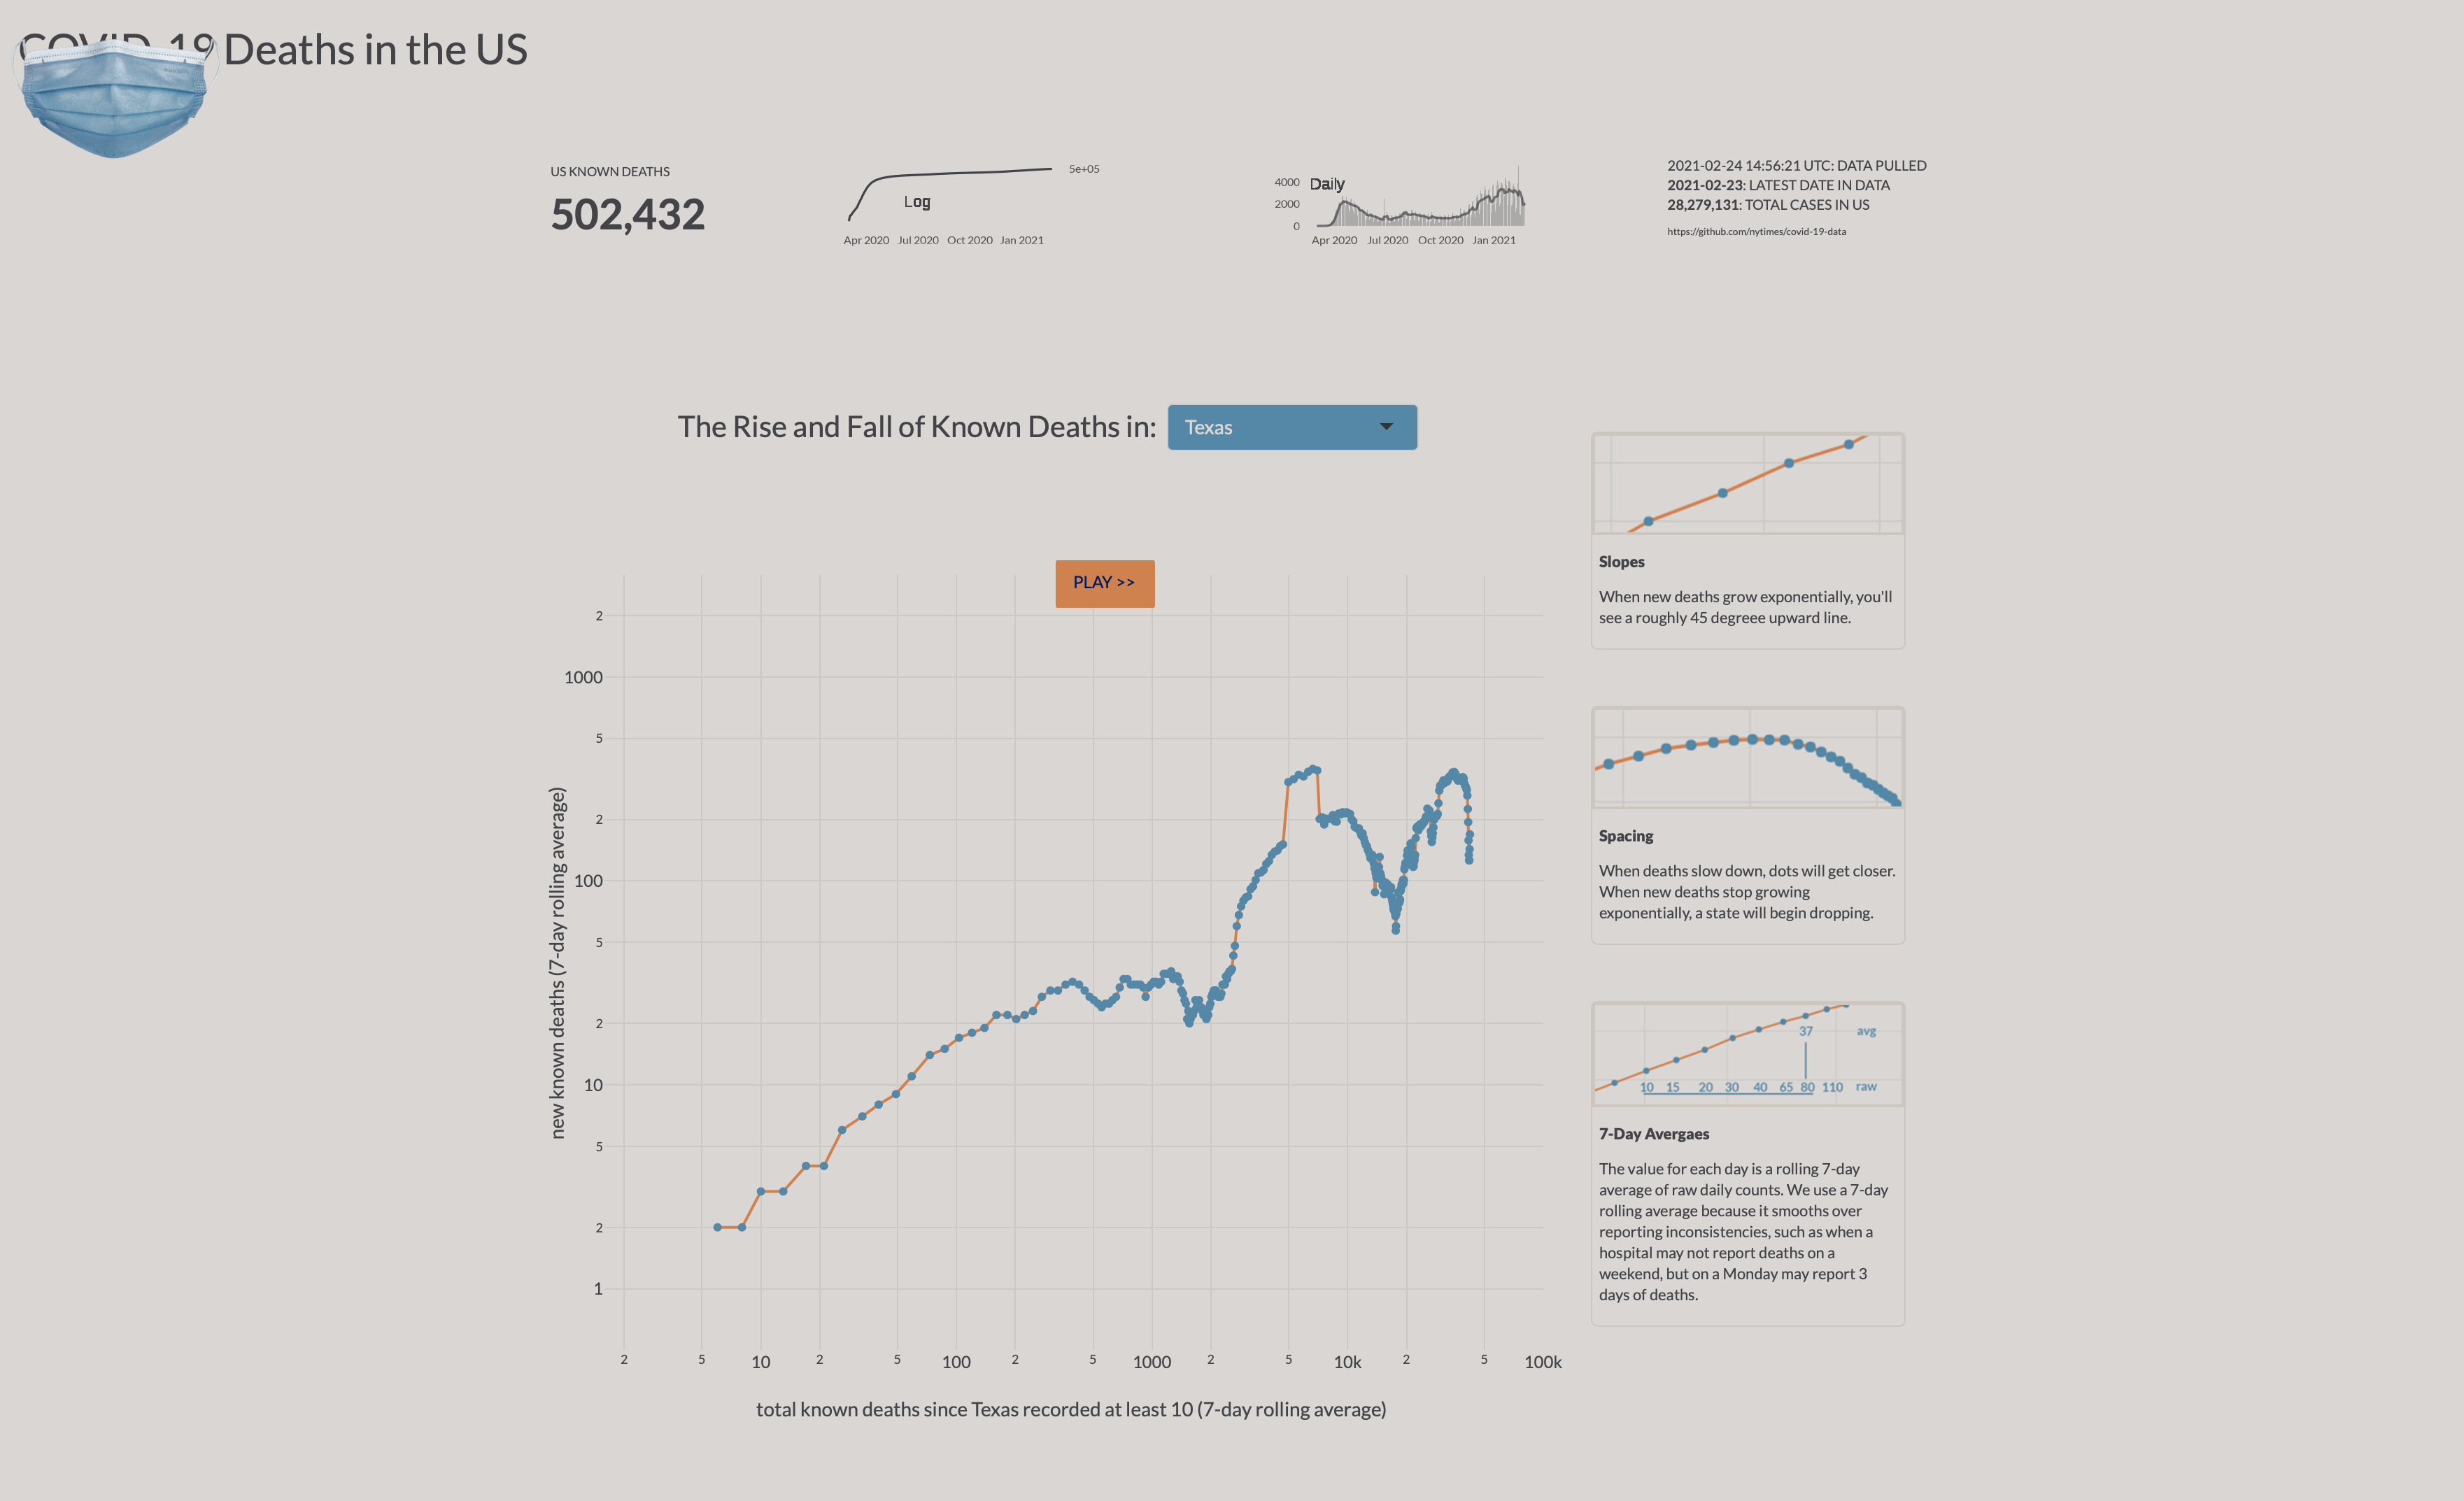 COVID-19 Deaths in the US
US KNOWN DEATHS
502,432
5e+05
Log
Apr 2020 Jul 2020 Oct 2020 Jan 2021
4000
Daily
2000
0
Apr 2020 Jul 2020 Oct 2020 Jan 2021
2021-02-24 14:56:21 UTC: DATA PULLED
2021-02-23: LATEST DATE IN DATA
28,279,131: TOTAL CASES IN US
https://github.com/nytimes/covid-19-data
The Rise and Fall of Known Deaths in:
Texas
PLAY >>
2
1000
5
2
100
5
2
10
5
2
1
new known deaths (7-day rolling average)
2 5 10 2 5 100 2 5 1000 2 5 10k 2 5 100k
total known deaths since Texas recorded at least 10 (7-day rolling average)
Slopes
When new deaths grow exponentially, you'll
see a roughly 45 degreee upward line.
Spacing
When deaths slow down, dots will get closer.
When new deaths stop growing
exponentially, a state will begin dropping.
37 avg
10 15 20 30 40 65 80 110 raw
7-Day Avergaes
The value for each day is a rolling 7-day
average of raw daily counts. We use a 7-day
rolling average because it smooths over
reporting inconsistencies, such as when a
hospital may not report deaths on a
weekend, but on a Monday may report 3
days of deaths.